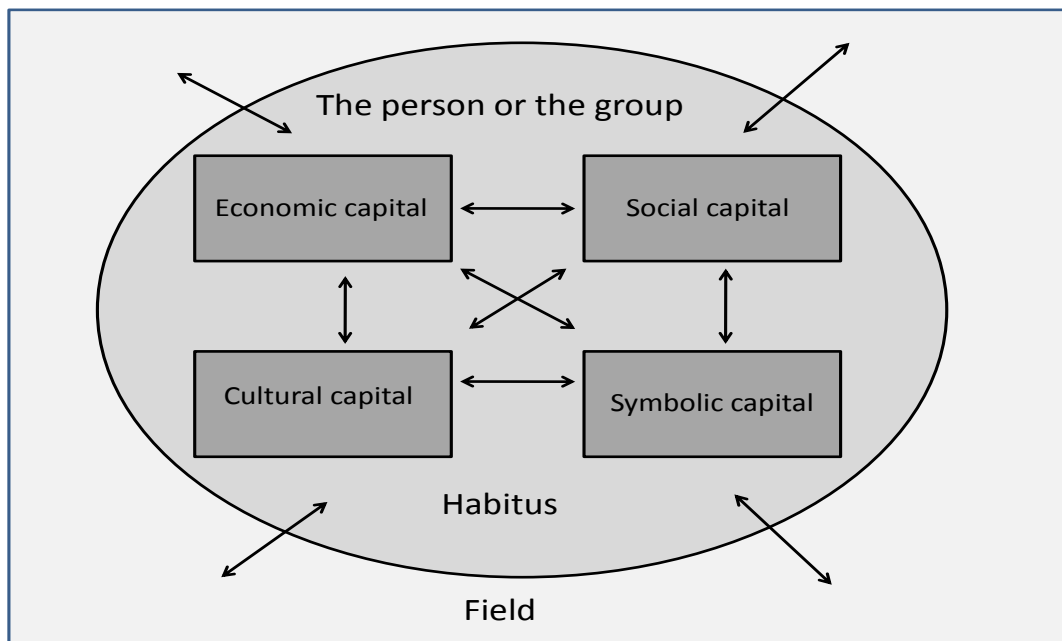 The person or the group
Economic capital
Social capital
Cultural capital
Symbolic capital
Habitus
Field